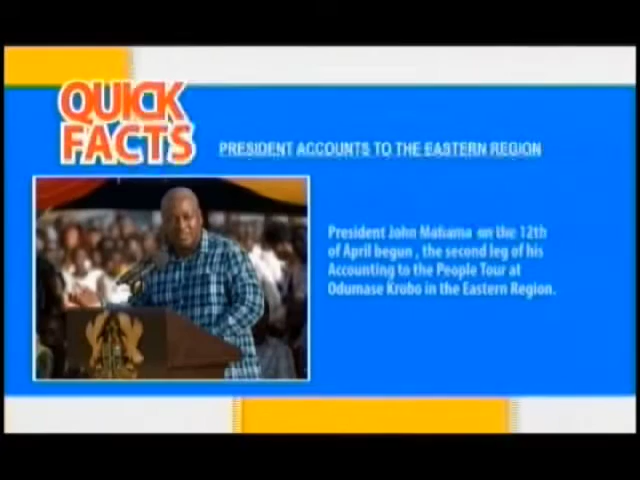 QUICK
FACTS
PRESIDENT ACCOUNTS TO THE EASTERN REGION
President John Mahama on the 12th
of April begun , the second leg of his
Accounting to the People Tour at
Odumase Krobo in the Eastern Region.